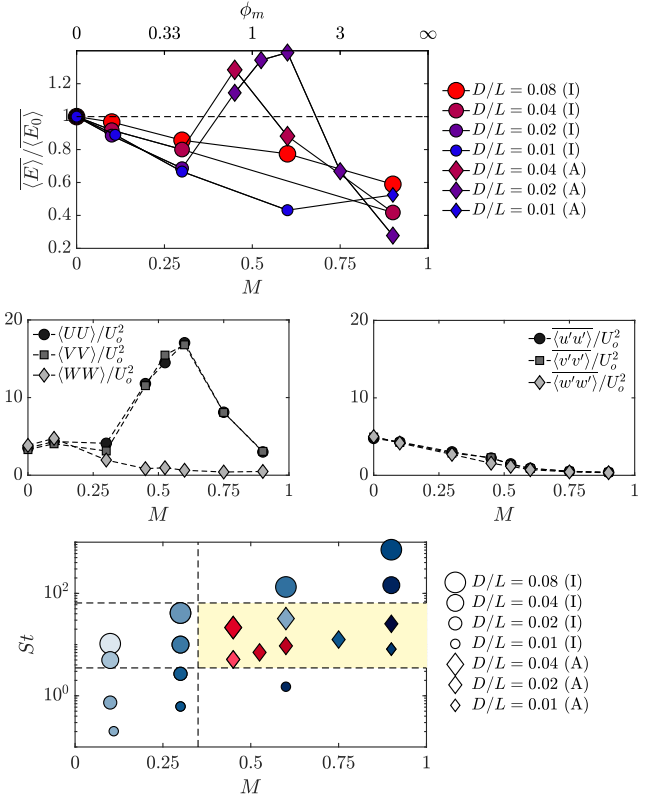 ϕₘ
0 0.33 1 3 ∞
1.2
1
0.8
0.6
0.4
0.2
⟨E⟩/⟨E₀⟩
0 0.25 0.5 0.75 1
M
D/L = 0.08 (I)
D/L = 0.04 (I)
D/L = 0.02 (I)
D/L = 0.01 (I)
D/L = 0.04 (A)
D/L = 0.02 (A)
D/L = 0.01 (A)
20
10
0
⟨UU⟩/Uₒ²
⟨VV⟩/Uₒ²
⟨WW⟩/Uₒ²
0 0.25 0.5 0.75 1
M
20
10
0
⟨u′u′⟩/Uₒ²
⟨v′v′⟩/Uₒ²
⟨w′w′⟩/Uₒ²
0 0.25 0.5 0.75 1
M
10²
10⁰
St
0 0.25 0.5 0.75 1
M
D/L = 0.08 (I)
D/L = 0.04 (I)
D/L = 0.02 (I)
D/L = 0.01 (I)
D/L = 0.04 (A)
D/L = 0.02 (A)
D/L = 0.01 (A)